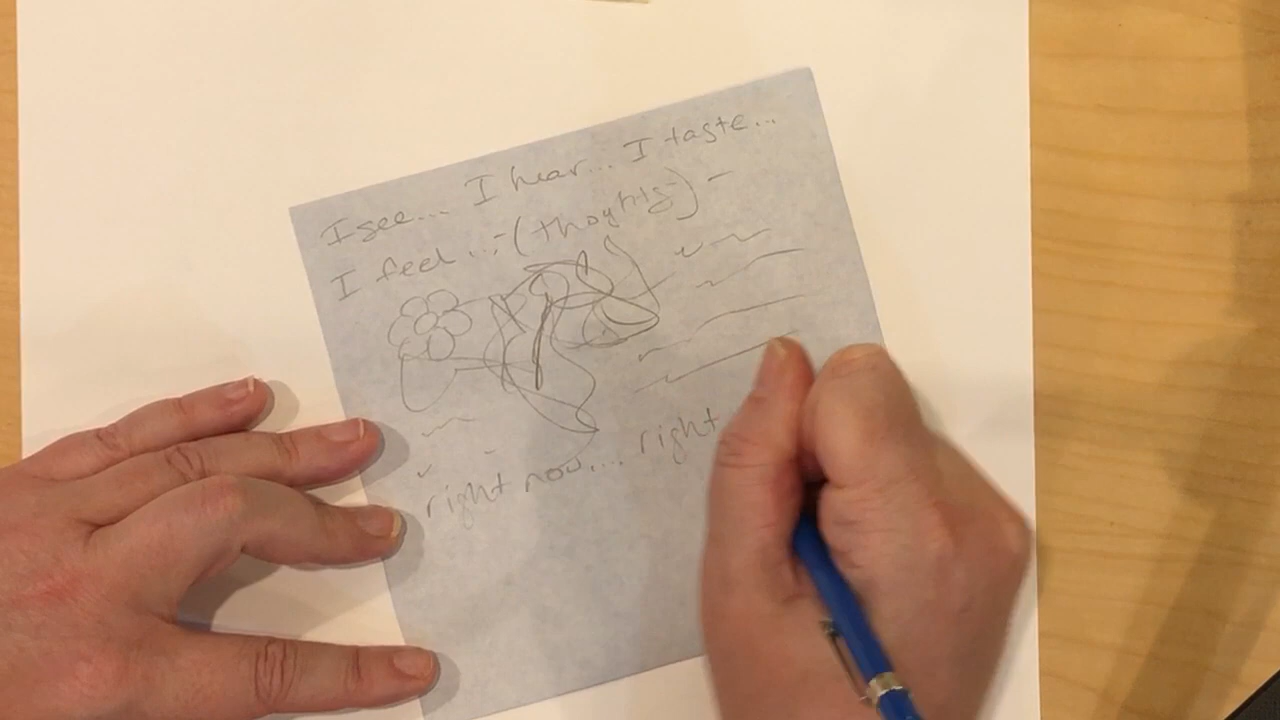 I see... I hear... I taste...
I feel...-(thoughts)-
right now... right